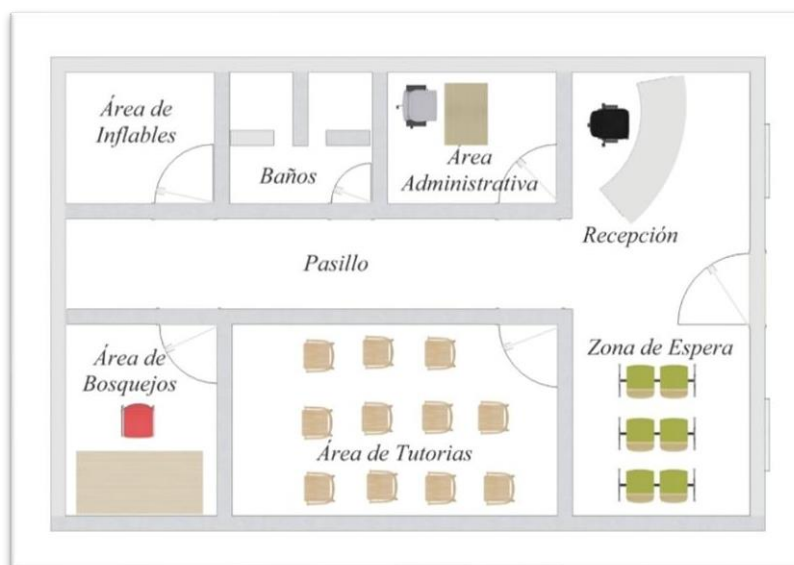 Área de
Inflables
Baños
Área
Administrativa
Recepción
Pasillo
Área de
Bosquejos
Área de Tutorias
Zona de Espera